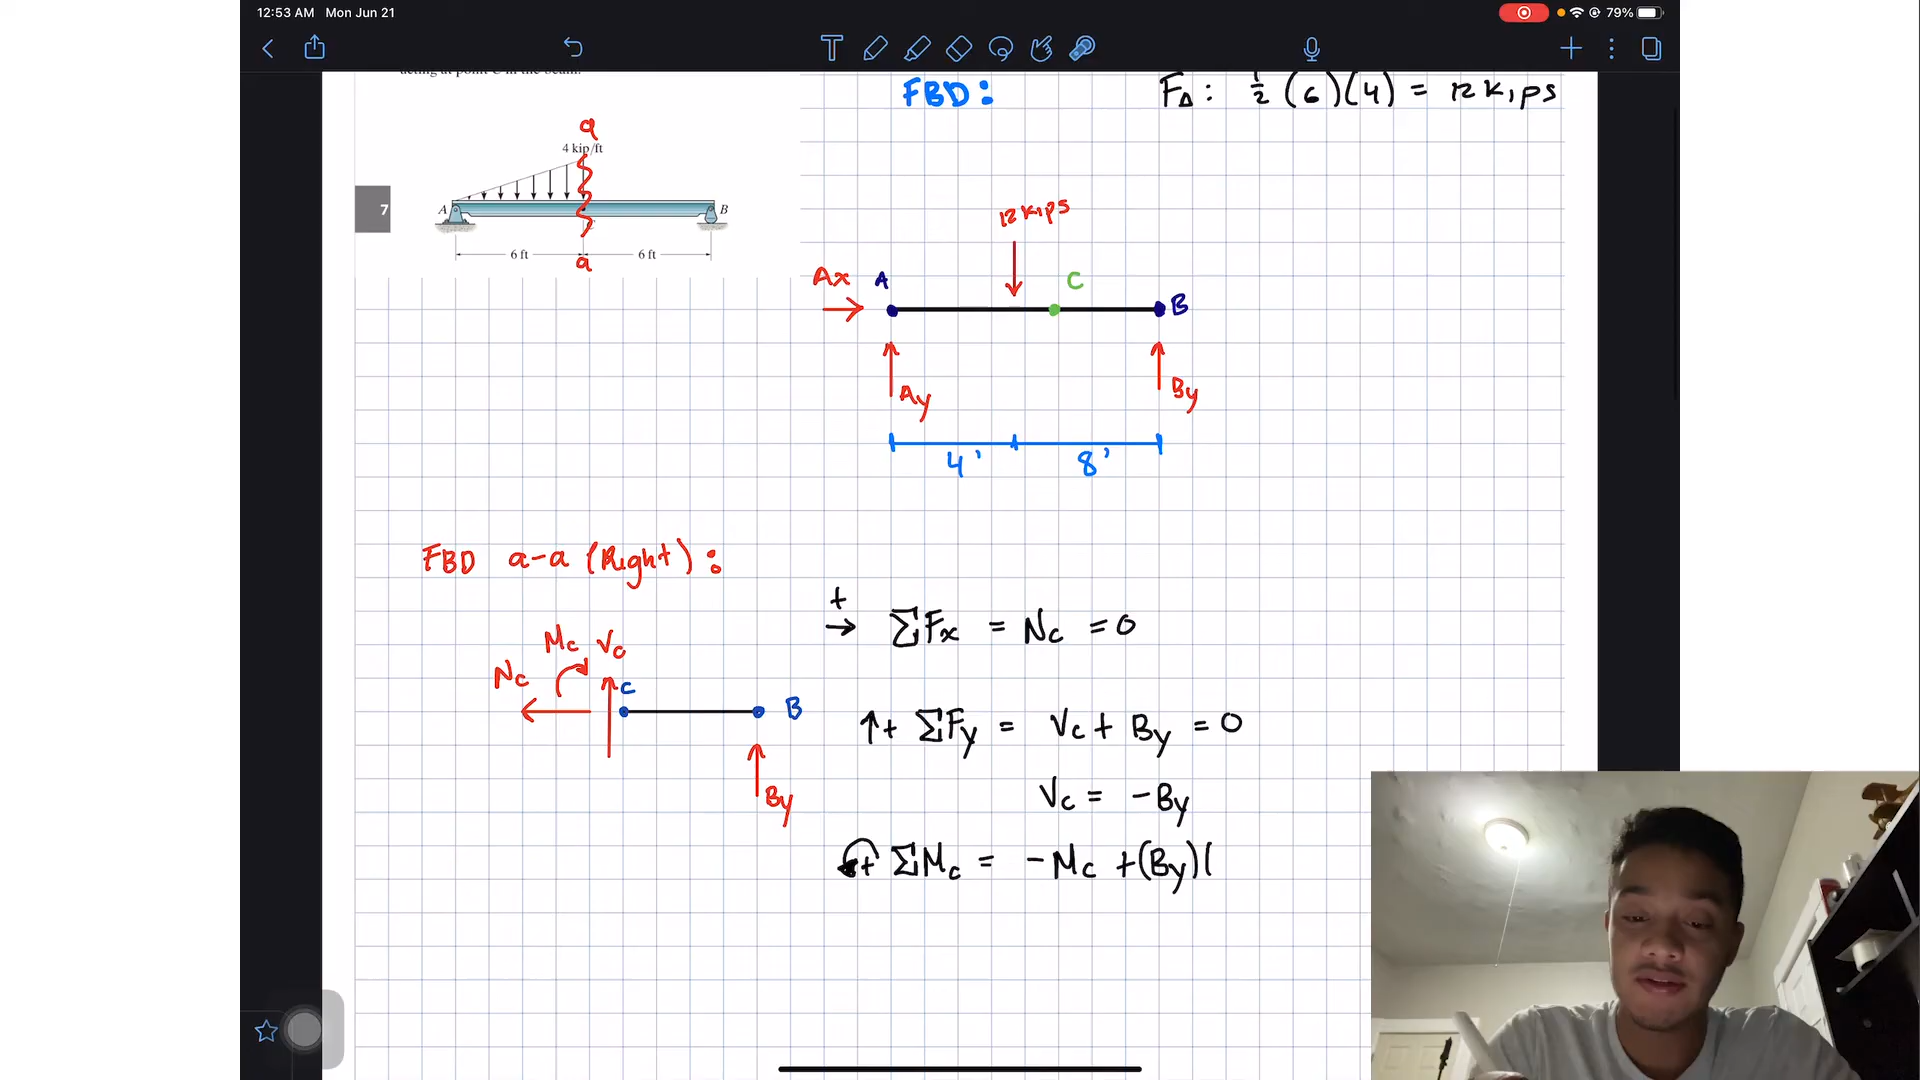 12:53 AM Mon Jun 21
79%
FBD:
F△: 1/2 (6)(4) = 12 kips
a
4 kip/ft
7
A
B
6 ft
6 ft
a
12 kips
Ax
A
C
B
Ay
By
4'
8'
FBD a-a (Right):
+
→ ΣFx = Nc = 0
Mc Vc
Nc
C
B
By
↑+ ΣFy = Vc + By = 0
Vc = -By
+ ΣMc = -Mc +(By)(